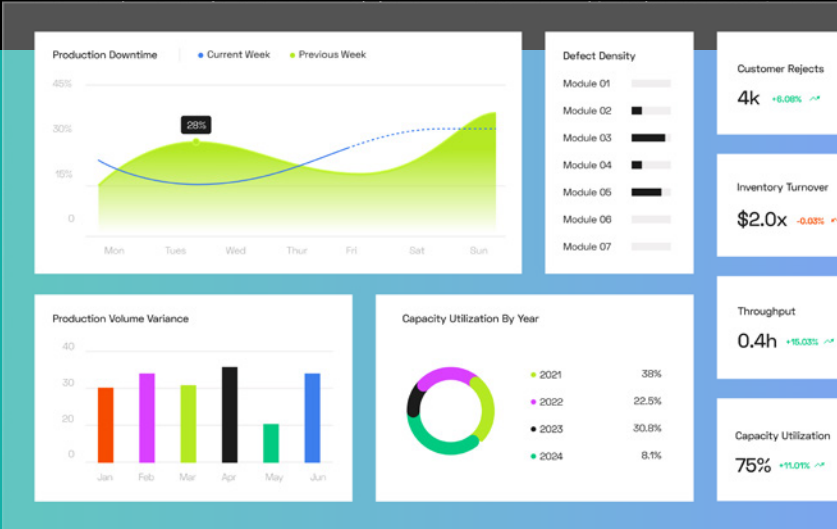 Production Downtime
Current Week
Previous Week
45%
30%
15%
0
28%
Mon Tues Wed Thur Fri Sat Sun
Defect Density
Module 01
Module 02
Module 03
Module 04
Module 05
Module 06
Module 07
Customer Rejects
4k +6.08%
Inventory Turnover
$2.0x -0.03%
Throughput
0.4h +15.03%
Capacity Utilization
75% +11.01%
Production Volume Variance
40
30
20
0
Jan Feb Mar Apr May Jun
Capacity Utilization By Year
2021 38%
2022 22.5%
2023 30.8%
2024 8.1%